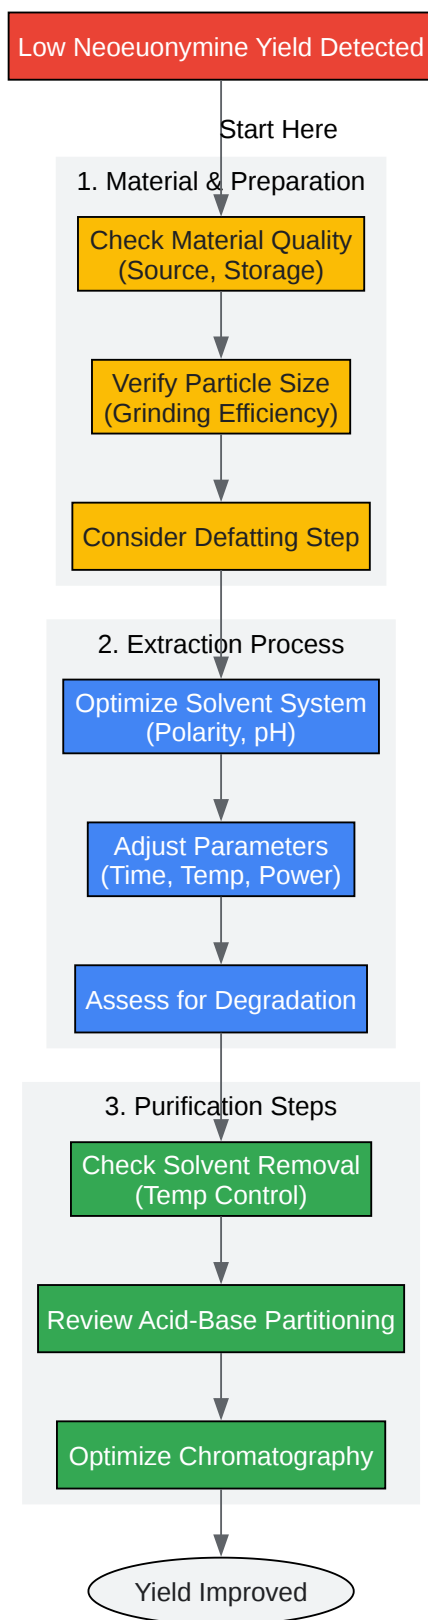 Low Neoeuonymine Yield Detected
Start Here
1. Material & Preparation
Check Material Quality
(Source, Storage)
Verify Particle Size
(Grinding Efficiency)
Consider Defatting Step
2. Extraction Process
Optimize Solvent System
(Polarity, pH)
Adjust Parameters
(Time, Temp, Power)
Assess for Degradation
3. Purification Steps
Check Solvent Removal
(Temp Control)
Review Acid-Base Partitioning
Optimize Chromatography
Yield Improved